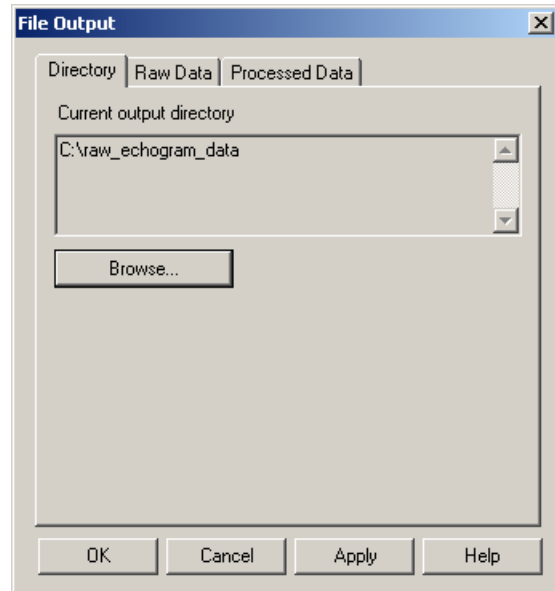 File Output
Directory Raw Data Processed Data
Current output directory
C:\raw_echogram_data
Browse...
OK Cancel Apply Help